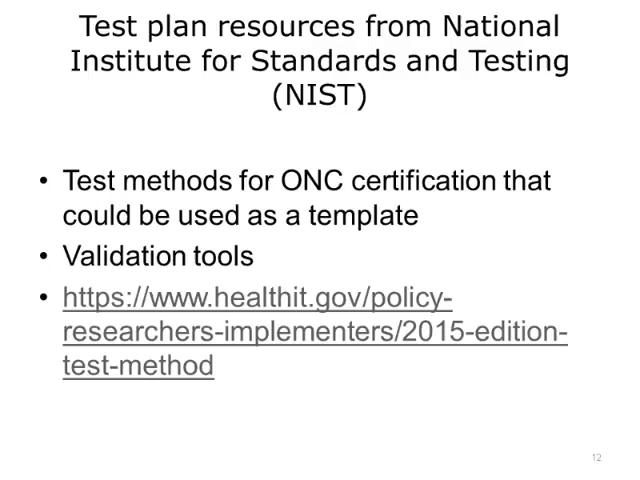 Test plan resources from National
Institute for Standards and Testing
(NIST)
• Test methods for ONC certification that
could be used as a template
• Validation tools
• https://www.healthit.gov/policy-
researchers-implementers/2015-edition-
test-method
12